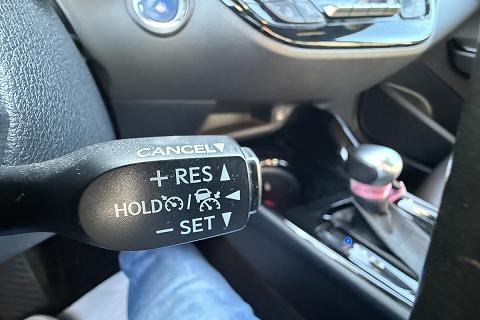 CANCEL▼
+ RES ▲
HOLD / ◄
− SET ▼